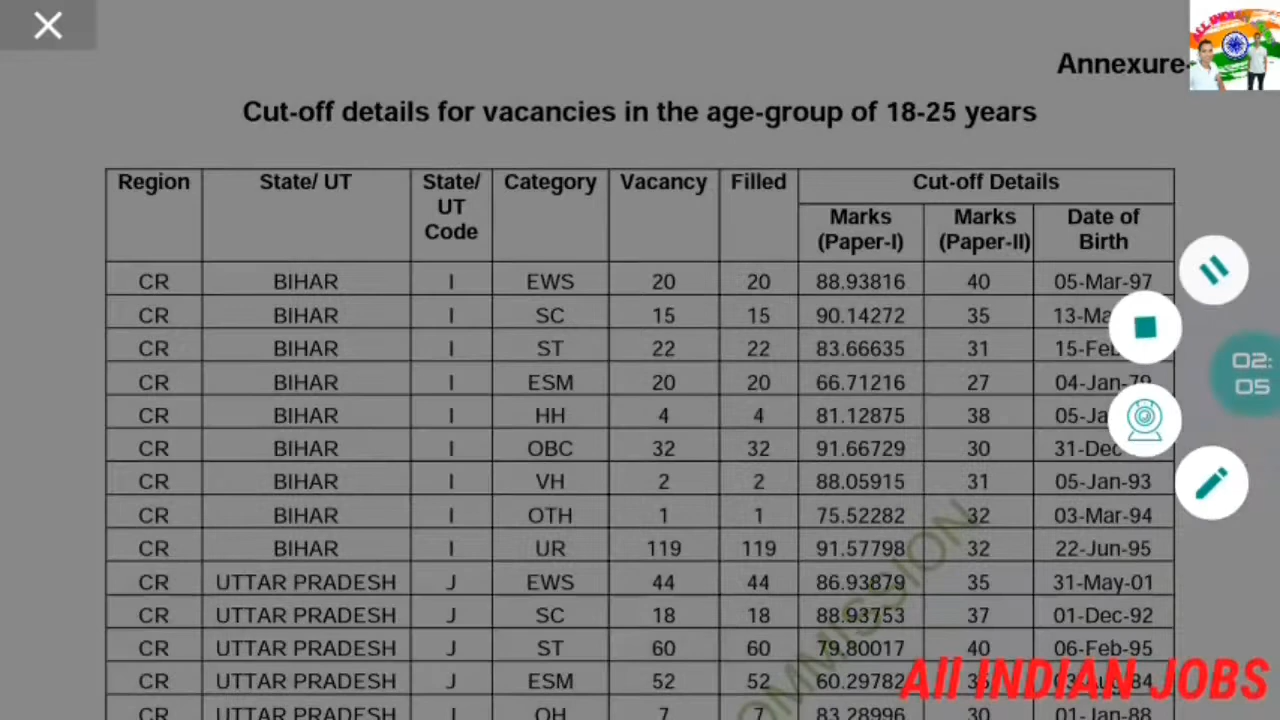 Annexure-
Cut-off details for vacancies in the age-group of 18-25 years
Region State/ UT State/ UT Code Category Vacancy Filled Cut-off Details
Marks (Paper-I) Marks (Paper-II) Date of Birth
CR BIHAR I EWS 20 20 88.93816 40 05-Mar-97
CR BIHAR I SC 15 15 90.14272 35
CR BIHAR I ST 22 22 83.66635 31
CR BIHAR I ESM 20 20 66.71216 27 04-Jan-79
CR BIHAR I HH 4 4 81.12875 38
CR BIHAR I OBC 32 32 91.66729 30
CR BIHAR I VH 2 2 88.05915 31 05-Jan-93
CR BIHAR I OTH 1 1 75.52282 32 03-Mar-94
CR BIHAR I UR 119 119 91.57798 32 22-Jun-95
CR UTTAR PRADESH J EWS 44 44 86.93879 35 31-May-01
CR UTTAR PRADESH J SC 18 18 88.93753 37 01-Dec-92
CR UTTAR PRADESH J ST 60 60 79.80017 40 06-Feb-95
CR UTTAR PRADESH J ESM 52 52 60.29782
CR UTTAR PRADESH J OH 7 7 83.28996 30 01-Jan-88
02:
05
All INDIAN JOBS